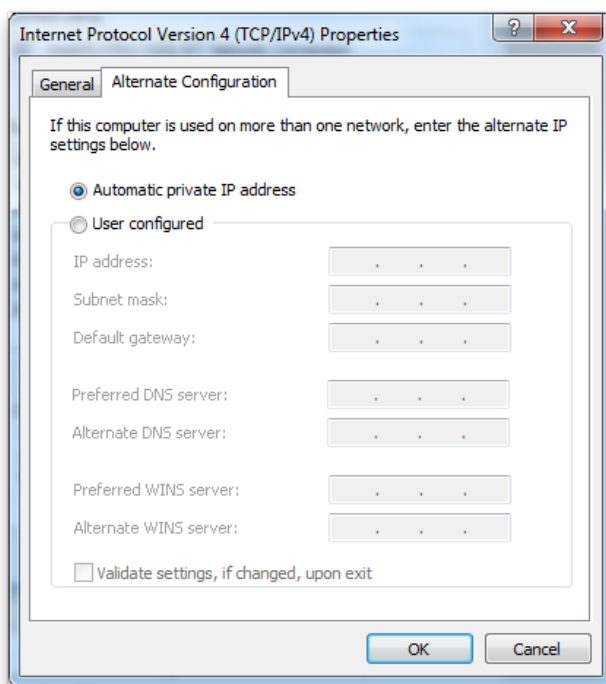 Internet Protocol Version 4 (TCP/IPv4) Properties
General
Alternate Configuration
If this computer is used on more than one network, enter the alternate IP
settings below.
Automatic private IP address
User configured
IP address:
Subnet mask:
Default gateway:
Preferred DNS server:
Alternate DNS server:
Preferred WINS server:
Alternate WINS server:
Validate settings, if changed, upon exit
OK
Cancel